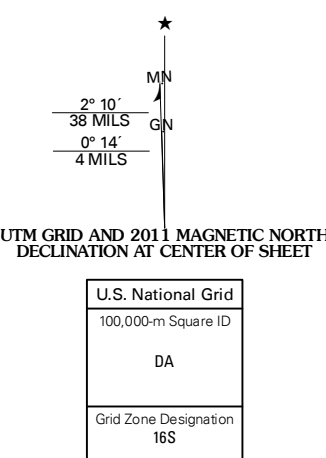 ★
MN
2° 10´
38 MILS
GN
0° 14´
4 MILS
UTM GRID AND 2011 MAGNETIC NORTH
DECLINATION AT CENTER OF SHEET
U.S. National Grid
100,000-m Square ID
DA
Grid Zone Designation
16S